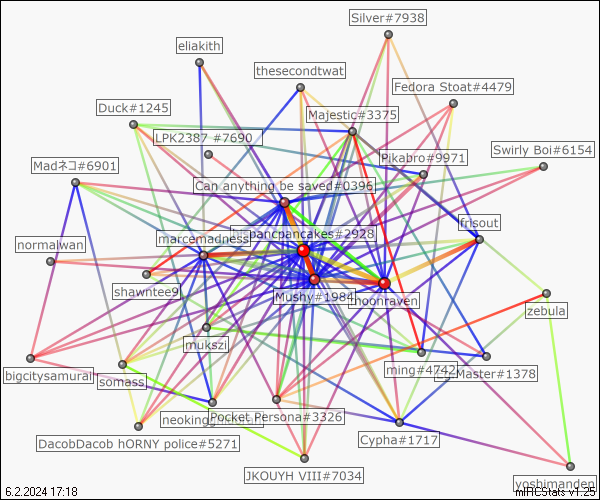 Silver#7938
eliakith
thesecondtwat
Fedora Stoat#4479
Duck#1245
Majestic#3375
LPK2387 #7690
Swirly Boi#6154
Pikabro#9971
Madネコ#6901
Can anything be saved#0396
frisout
pancpancakes#2928
marcemadness
normalwan
shawntee9
Mushy#1984
moonraven
zebula
mukszi
ming#4742
Master#1378
bigcitysamurai
somass
neoking
Pocket Persona#3326
DacobDacob hORNY police#5271
Cypha#1717
JKOUYH VIII#7034
yoshimanden
6.2.2024 17:18
mIRCStats v1.25